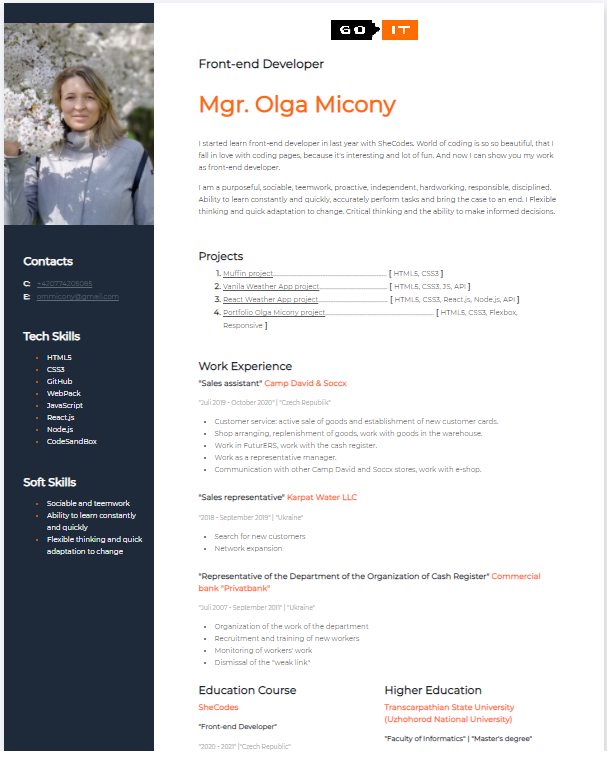 GO IT
Front-end Developer
Mgr. Olga Micony
I started learn front-end developer in last year with SheCodes. World of coding is so so beautiful, that I
fall in love with coding pages, because it's interesting and lot of fun. And now I can show you my work
as front-end developer.
I am a purposeful, sociable, teemwork, proactive, independent, hardworking, responsible, disciplined.
Ability to learn constantly and quickly, accurately perform tasks and bring the case to an end. I Flexible
thinking and quick adaptation to change. Critical thinking and the ability to make informed decisions.
Contacts
C: +420774205085
E: ommicony@gmail.com
Tech Skills
HTML5
CSS3
GitHub
WebPack
JavaScript
React.js
Node.js
CodeSandBox
Soft Skills
Sociable and teemwork
Ability to learn constantly
and quickly
Flexible thinking and quick
adaptation to change
Projects
1. Muffin project [ HTML5, CSS3 ]
2. Vanila Weather App project [ HTML5, CSS3, JS, API ]
3. React Weather App project [ HTML5, CSS3, React.js, Node.js, API ]
4. Portfolio Olga Micony project [ HTML5, CSS3, Flexbox,
Responsive ]
Work Experience
"Sales assistant" Camp David & Soccx
"Juli 2019 - October 2020" | "Czech Republik"
Customer service: active sale of goods and establishment of new customer cards.
Shop arranging, replenishment of goods, work with goods in the warehouse.
Work in FuturERS, work with the cash register.
Work as a representative manager.
Communication with other Camp David and Soccx stores, work with e-shop.
"Sales representative" Karpat Water LLC
"2018 - September 2019" | "Ukraine"
Search for new customers
Network expansion
"Representative of the Department of the Organization of Cash Register" Commercial
bank "Privatbank"
"Juli 2007 - September 2011" | "Ukraine"
Organization of the work of the department
Recruitment and training of new workers
Monitoring of workers' work
Dismissal of the "weak link"
Education Course
SheCodes
"Front-end Developer"
"2020 - 2021" | "Czech Republic"
Higher Education
Transcarpathian State University
(Uzhohorod National University)
"Faculty of Informatics" | "Master's degree"